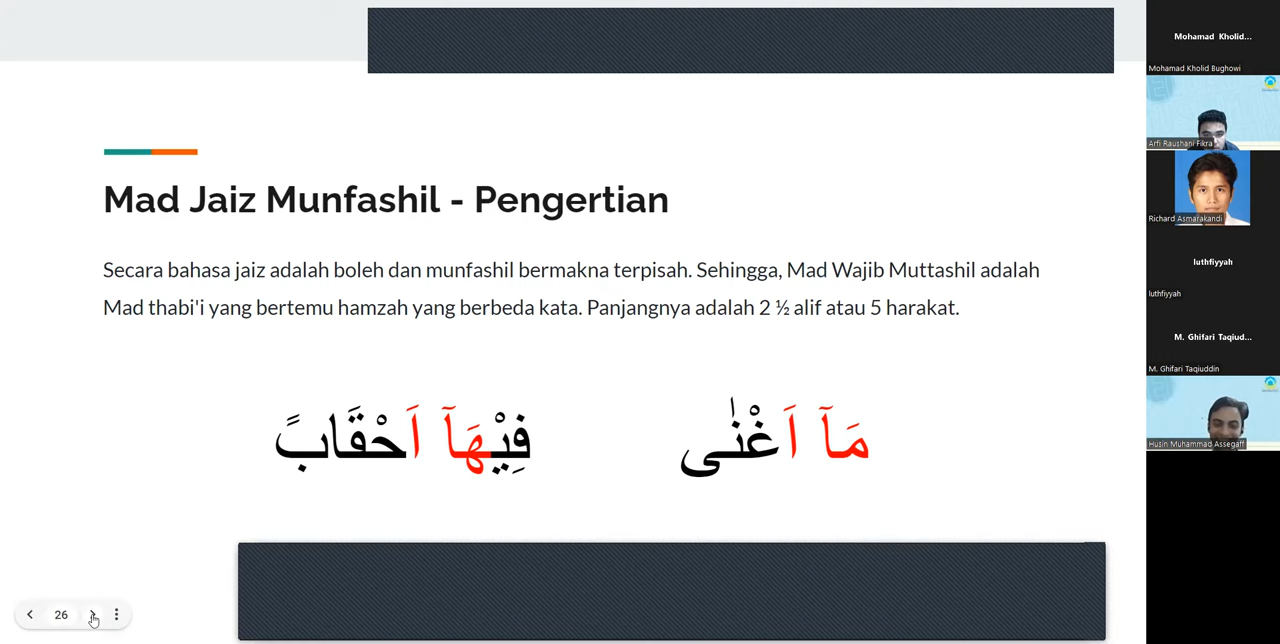 Mad Jaiz Munfashil - Pengertian
Secara bahasa jaiz adalah boleh dan munfashil bermakna terpisah. Sehingga, Mad Wajib Muttashil adalah
Mad thabi'i yang bertemu hamzah yang berbeda kata. Panjangnya adalah 2 ½ alif atau 5 harakat.
مَآ اَغْنٰى
فِيْهَآ اَحْقَابً
26
Mohamad Kholid...
Mohamad Kholid Bughowi
Arfi Raushani Fikra
Richard Asmarakandi
luthfiyyah
luthfiyyah
M. Ghifari Taqiud...
M. Ghifari Taqiuddin
Husin Muhammad Assegaff